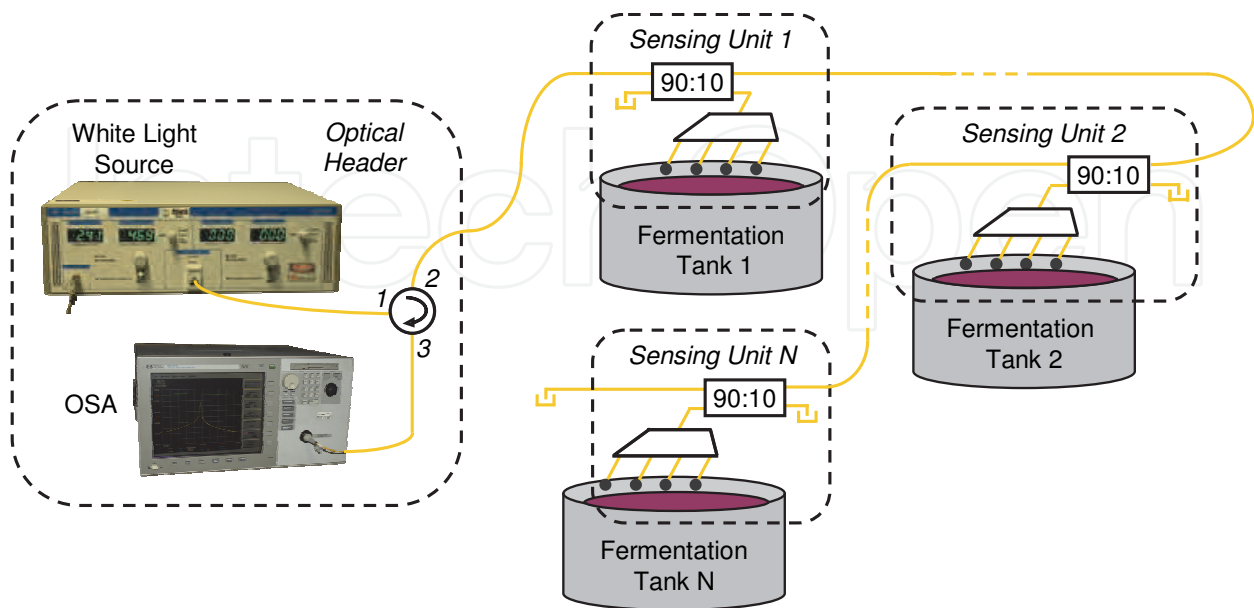 White Light
Source
Optical
Header
OSA
1
2
3
Sensing Unit 1
90:10
Fermentation
Tank 1
Sensing Unit 2
90:10
Fermentation
Tank 2
Sensing Unit N
90:10
Fermentation
Tank N
IntechOpen